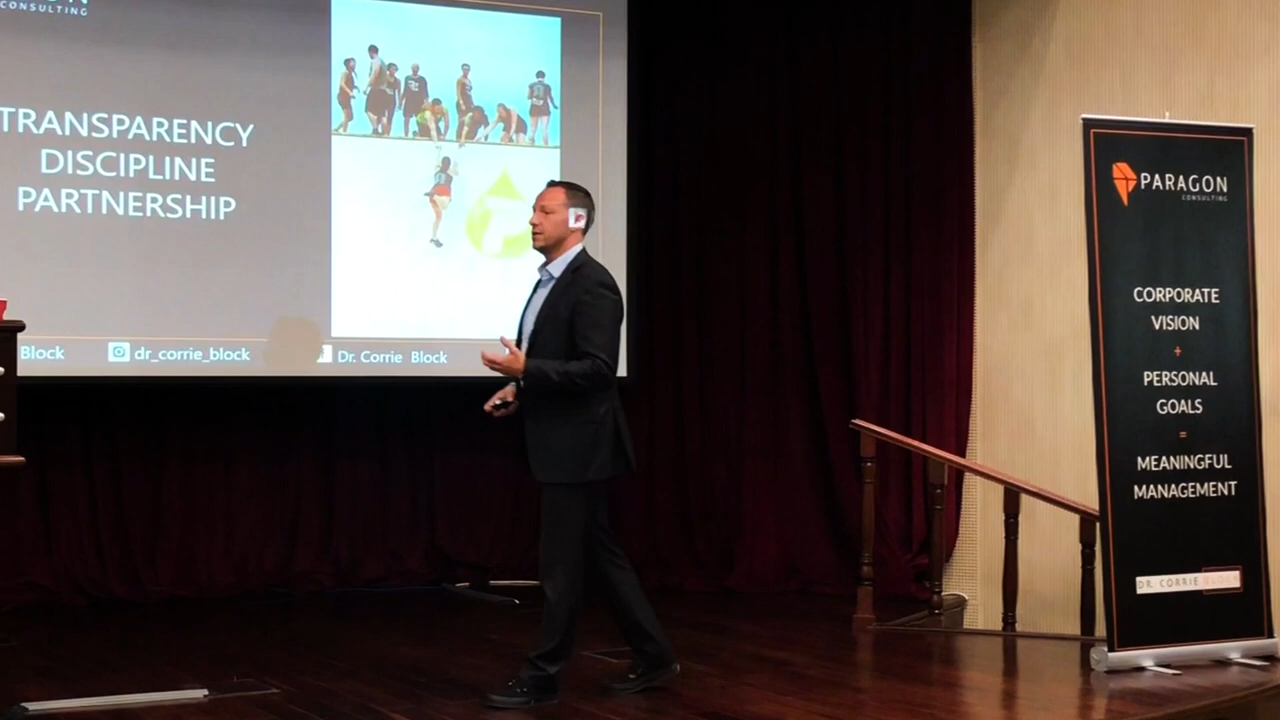 CONSULTING
TRANSPARENCY
DISCIPLINE
PARTNERSHIP
Block
dr_corrie_block
Dr. Corrie Block
PARAGON
CONSULTING
CORPORATE
VISION
+
PERSONAL
GOALS
=
MEANINGFUL
MANAGEMENT
DR. CORRIE BLOCK